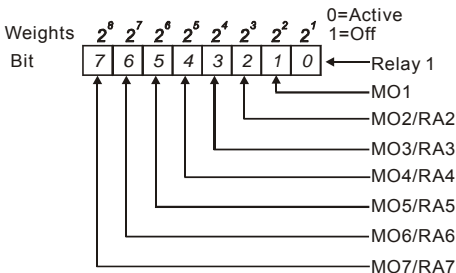 0=Active
Weights 2⁸ 2⁷ 2⁶ 2⁵ 2⁴ 2³ 2² 2¹ 1=Off
Bit 7 6 5 4 3 2 1 0 Relay 1
MO1
MO2/RA2
MO3/RA3
MO4/RA4
MO5/RA5
MO6/RA6
MO7/RA7